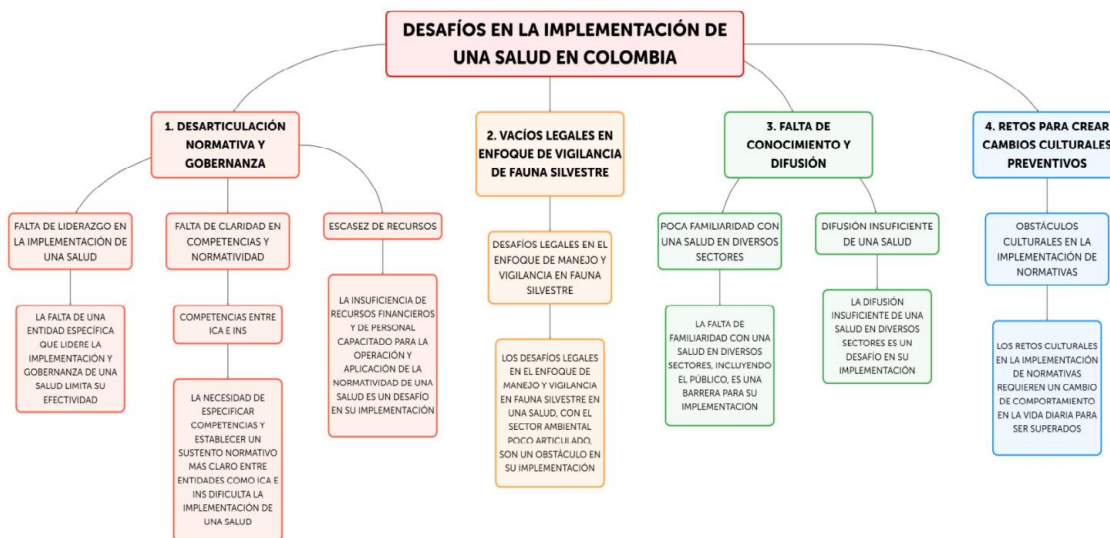 DESAFÍOS EN LA IMPLEMENTACIÓN DE
UNA SALUD EN COLOMBIA
1. DESARTICULACIÓN
NORMATIVA Y
GOBERNANZA
2. VACÍOS LEGALES EN
ENFOQUE DE VIGILANCIA
DE FAUNA SILVESTRE
3. FALTA DE
CONOCIMIENTO Y
DIFUSIÓN
4. RETOS PARA CREAR
CAMBIOS CULTURALES
PREVENTIVOS
FALTA DE LIDERAZGO EN
LA IMPLEMENTACIÓN DE
UNA SALUD
FALTA DE CLARIDAD EN
COMPETENCIAS Y
NORMATIVIDAD
ESCASEZ DE RECURSOS
DESAFÍOS LEGALES EN EL
ENFOQUE DE MANEJO Y
VIGILANCIA EN FAUNA
SILVESTRE
POCA FAMILIARIDAD CON
UNA SALUD EN DIVERSOS
SECTORES
DIFUSIÓN INSUFICIENTE
DE UNA SALUD
OBSTÁCULOS
CULTURALES EN LA
IMPLEMENTACIÓN DE
NORMATIVAS
LA FALTA DE UNA
ENTIDAD ESPECÍFICA
QUE LIDERE LA
IMPLEMENTACIÓN Y
GOBERNANZA DE UNA
SALUD LIMITA SU
EFECTIVIDAD
COMPETENCIAS ENTRE
ICA E INS
LA INSUFICIENCIA DE
RECURSOS FINANCIEROS
Y DE PERSONAL
CAPACITADO PARA LA
OPERACIÓN Y
APLICACIÓN DE LA
NORMATIVIDAD DE UNA
SALUD ES UN DESAFÍO
EN SU IMPLEMENTACIÓN
LOS DESAFÍOS LEGALES
EN EL ENFOQUE DE
MANEJO Y VIGILANCIA
EN FAUNA SILVESTRE EN
UNA SALUD, CON EL
SECTOR AMBIENTAL
POCO ARTICULADO,
SON UN OBSTÁCULO EN
SU IMPLEMENTACIÓN
LA FALTA DE
FAMILIARIDAD CON UNA
SALUD EN DIVERSOS
SECTORES, INCLUYENDO
EL PÚBLICO, ES UNA
BARRERA PARA SU
IMPLEMENTACIÓN
LA DIFUSIÓN
INSUFICIENTE DE UNA
SALUD EN DIVERSOS
SECTORES ES UN
DESAFÍO EN SU
IMPLEMENTACIÓN
LOS RETOS CULTURALES
EN LA IMPLEMENTACIÓN
DE NORMATIVAS
REQUIEREN UN CAMBIO
DE COMPORTAMIENTO
EN LA VIDA DIARIA PARA
SER SUPERADOS
LA NECESIDAD DE
ESPECIFICAR
COMPETENCIAS Y
ESTABLECER UN
SUSTENTO NORMATIVO
MÁS CLARO ENTRE
ENTIDADES COMO ICA E
INS DIFICULTA LA
IMPLEMENTACIÓN DE
UNA SALUD